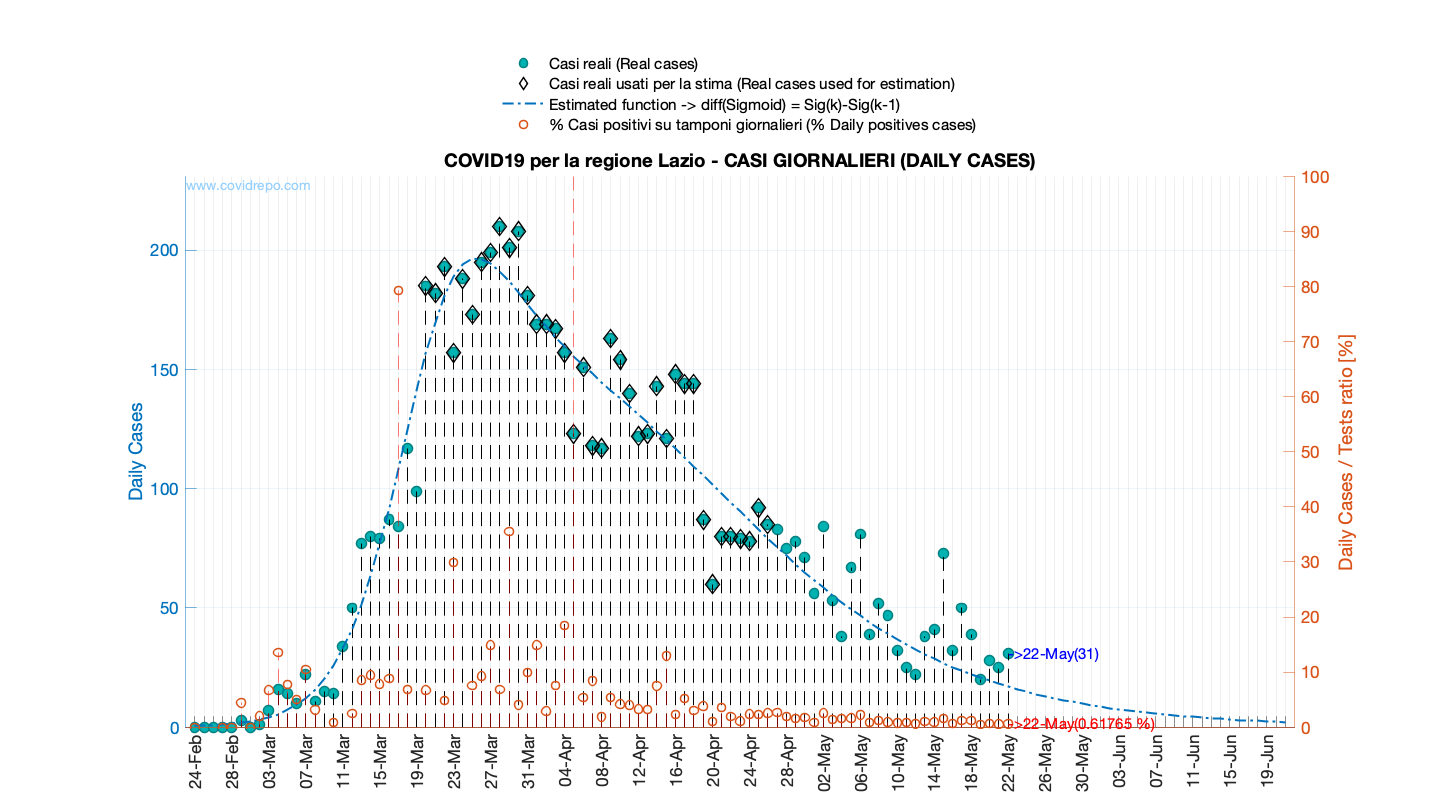 Casi reali (Real cases)
Casi reali usati per la stima (Real cases used for estimation)
Estimated function -> diff(Sigmoid) = Sig(k)-Sig(k-1)
% Casi positivi su tamponi giornalieri (% Daily positives cases)
COVID19 per la regione Lazio - CASI GIORNALIERI (DAILY CASES)
www.covidrepo.com
Daily Cases
200
150
100
50
0
100
90
80
70
60
50
40
30
20
10
0
Daily Cases / Tests ratio [%]
->22-May(31)
->22-May(0.61765 %)
24-Feb
28-Feb
03-Mar
07-Mar
11-Mar
15-Mar
19-Mar
23-Mar
27-Mar
31-Mar
04-Apr
08-Apr
12-Apr
16-Apr
20-Apr
24-Apr
28-Apr
02-May
06-May
10-May
14-May
18-May
22-May
26-May
30-May
03-Jun
07-Jun
11-Jun
15-Jun
19-Jun